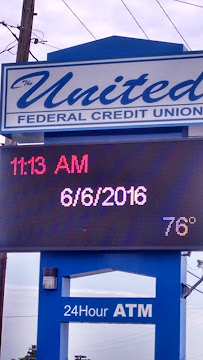 The
United
FEDERAL CREDIT UNION
11:13 AM
6/6/2016
76°
24Hour ATM